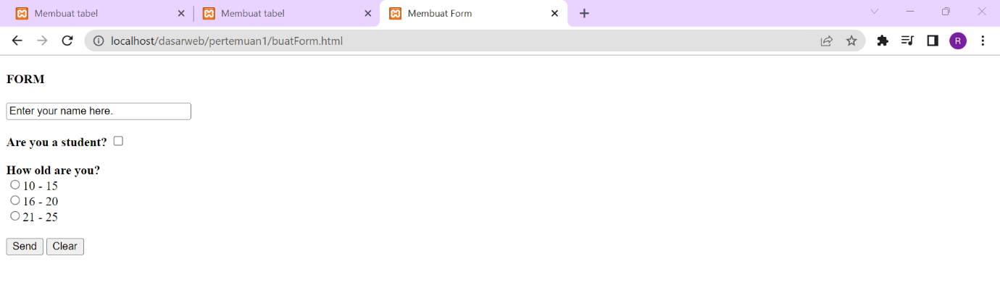 Membuat tabel Membuat tabel Membuat Form
localhost/dasarweb/pertemuan1/buatForm.html R
FORM
Enter your name here.
Are you a student?
How old are you?
10 - 15
16 - 20
21 - 25
Send Clear